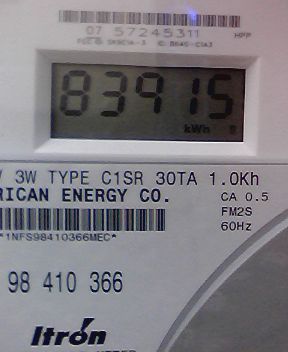 07 57245311
83915
kWh
3W TYPE C1SR 30TA 1.0Kh
RICAN ENERGY CO.
CA 0.5
FM2S
60Hz
*1NFS98410366MEC*
98 410 366
Itrón